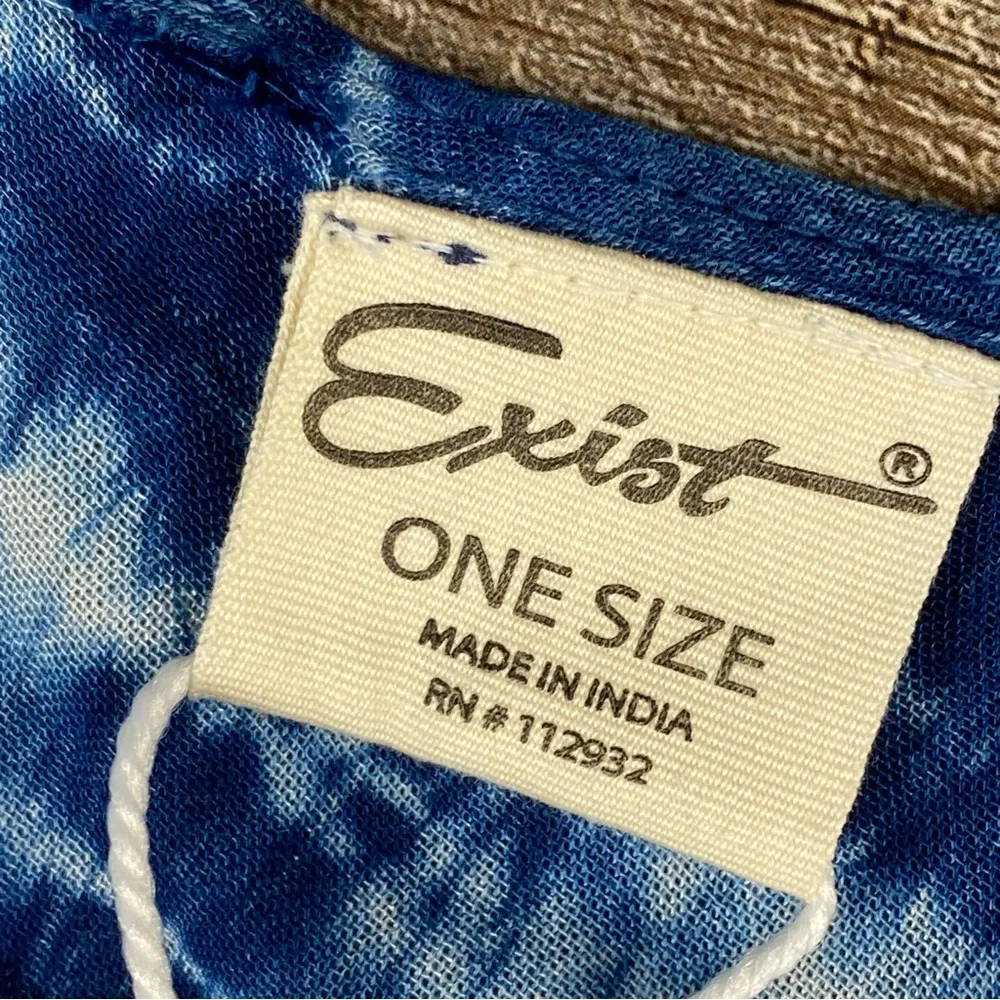 Exist ®
ONE SIZE
MADE IN INDIA
RN # 112932